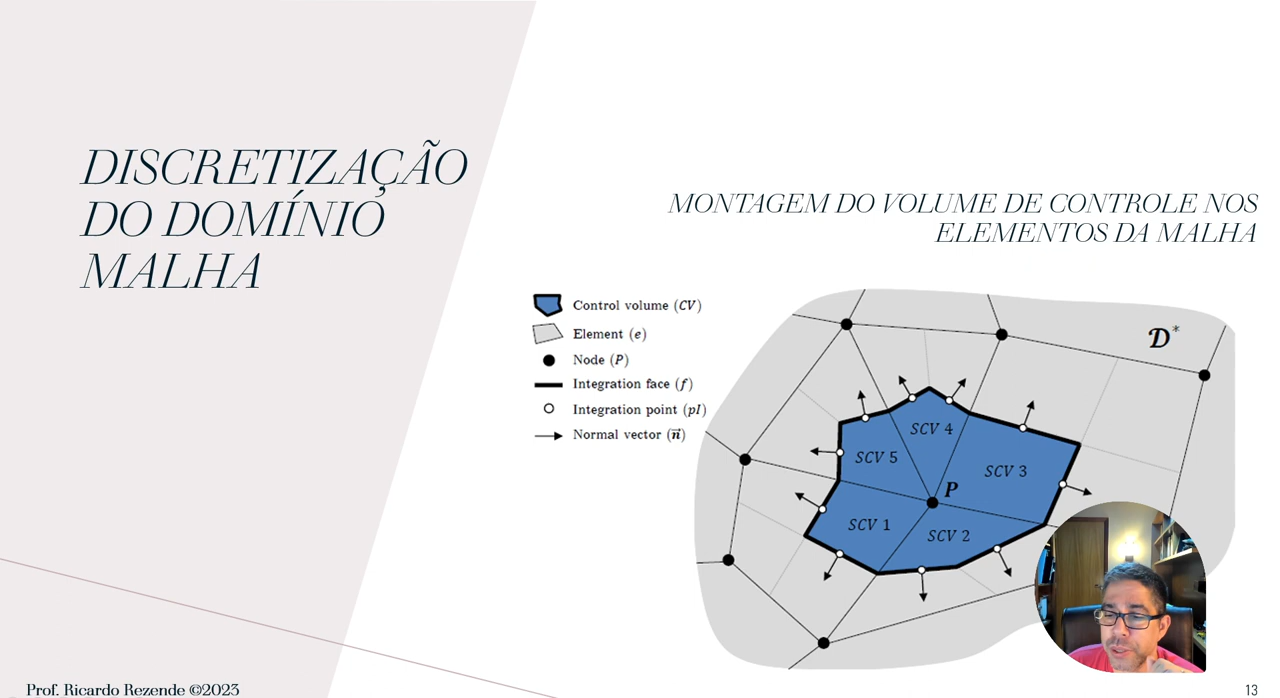 DISCRETIZAÇÃO
DO DOMÍNIO
MALHA
MONTAGEM DO VOLUME DE CONTROLE NOS
ELEMENTOS DA MALHA
Control volume (CV)
Element (e)
Node (P)
Integration face (f)
Integration point (pI)
Normal vector (n⃗)
𝒟*
SCV 4
SCV 5
SCV 3
P
SCV 1
SCV 2
Prof. Ricardo Rezende ©2023
13